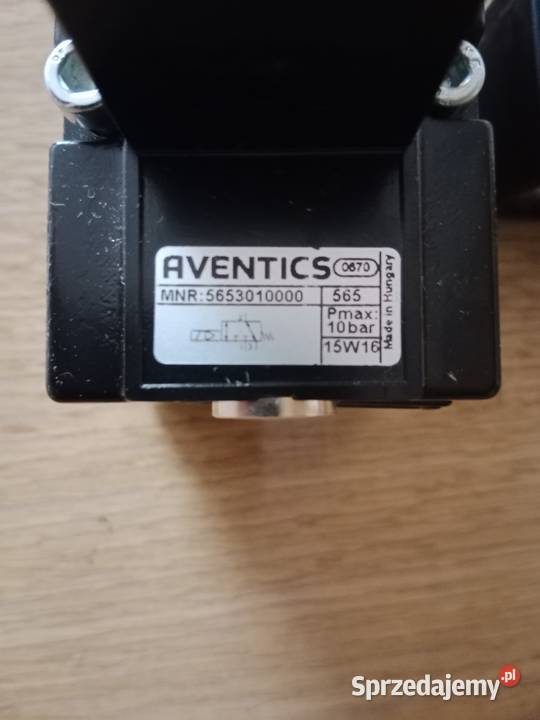 AVENTICS 0670
MNR:5653010000 565
Pmax:
10bar
15W16
Made in Hungary
Sprzedajemy.pl